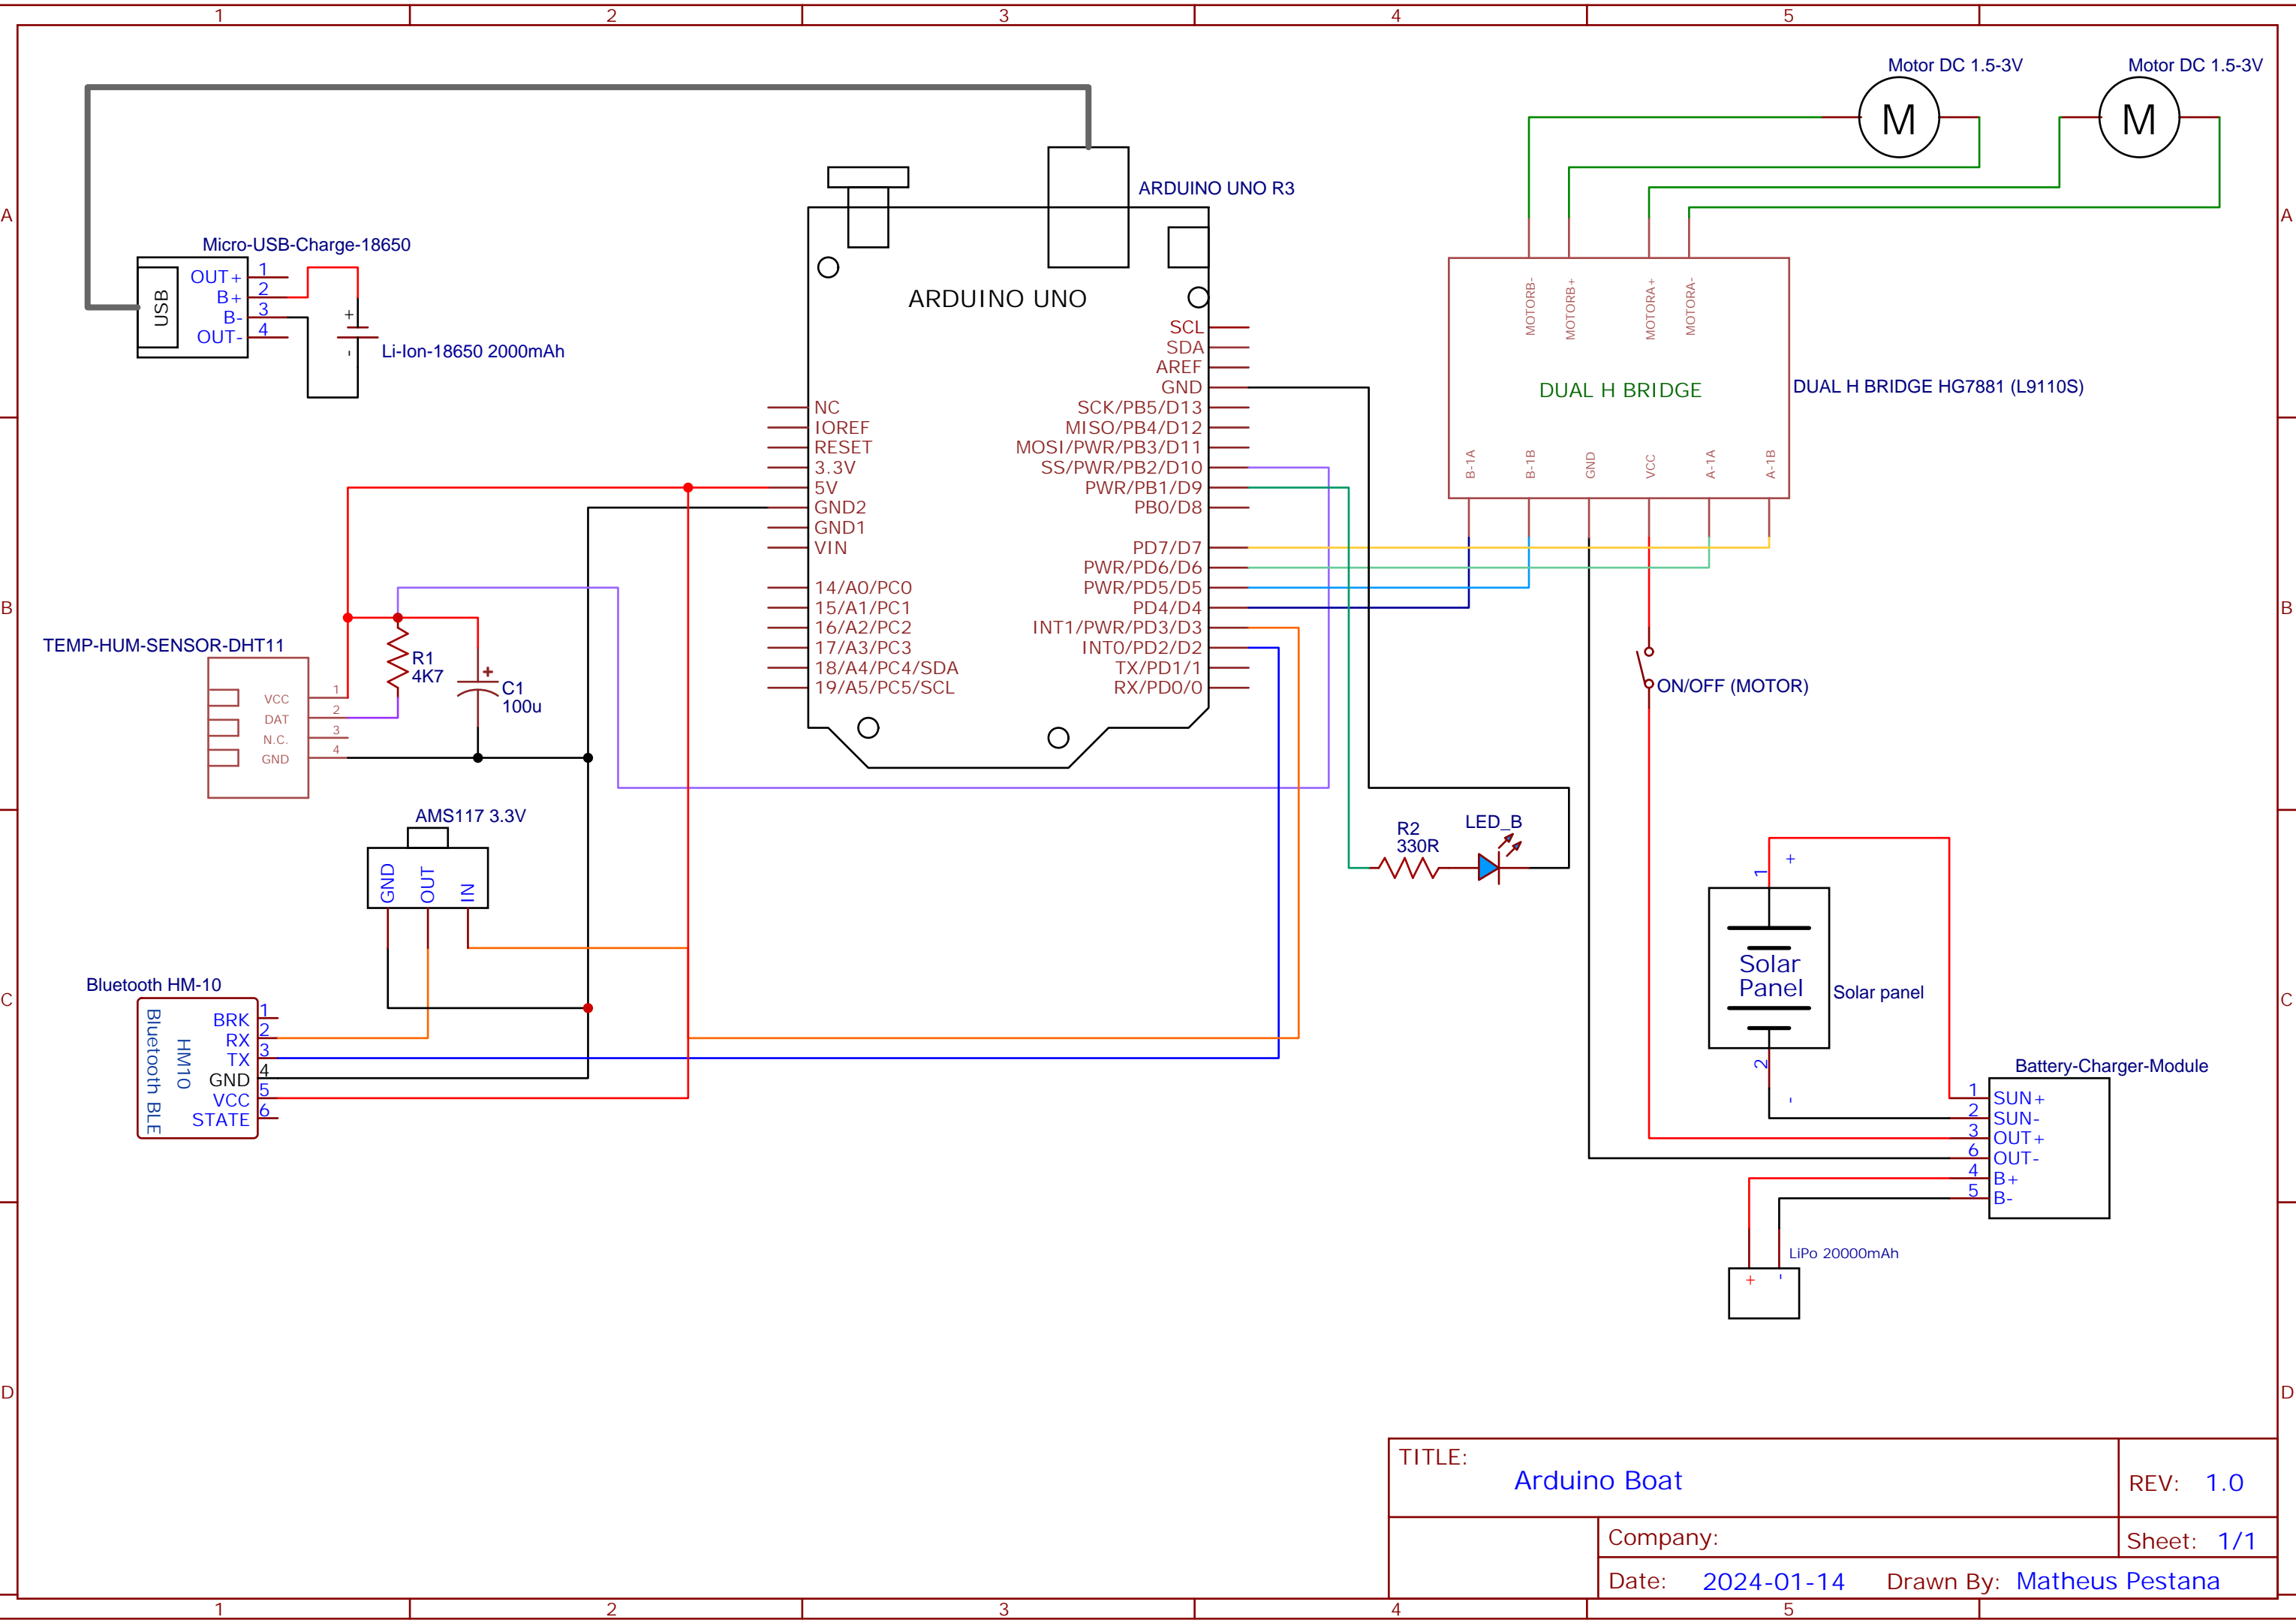 1
2
3
4
5
A
B
C
D
Micro-USB-Charge-18650
USB
OUT+ 1
B+ 2
B- 3
OUT- 4
+
-
Li-Ion-18650 2000mAh
ARDUINO UNO R3
ARDUINO UNO
NC
IOREF
RESET
3.3V
5V
GND2
GND1
VIN
14/A0/PC0
15/A1/PC1
16/A2/PC2
17/A3/PC3
18/A4/PC4/SDA
19/A5/PC5/SCL
SCL
SDA
AREF
GND
SCK/PB5/D13
MISO/PB4/D12
MOSI/PWR/PB3/D11
SS/PWR/PB2/D10
PWR/PB1/D9
PB0/D8
PD7/D7
PWR/PD6/D6
PWR/PD5/D5
PD4/D4
INT1/PWR/PD3/D3
INT0/PD2/D2
TX/PD1/1
RX/PD0/0
Motor DC 1.5-3V
M
Motor DC 1.5-3V
M
MOTORB-
MOTORB+
MOTORA+
MOTORA-
DUAL H BRIDGE
DUAL H BRIDGE HG7881 (L9110S)
B-1A
B-1B
GND
VCC
A-1A
A-1B
ON/OFF (MOTOR)
TEMP-HUM-SENSOR-DHT11
VCC 1
DAT 2
N.C. 3
GND 4
R1
4K7
+
C1
100u
AMS117 3.3V
GND
OUT
IN
Bluetooth HM-10
Bluetooth BLE
HM10
BRK 1
RX 2
TX 3
GND 4
VCC 5
STATE 6
R2
330R
LED_B
1
+
Solar
Panel
Solar panel
2
-
Battery-Charger-Module
1 SUN+
2 SUN-
3 OUT+
6 OUT-
4 B+
5 B-
LiPo 20000mAh
+
-
TITLE:
Arduino Boat
REV: 1.0
Company:
Sheet: 1/1
Date: 2024-01-14
Drawn By: Matheus Pestana
A
B
C
D
1
2
3
4
5